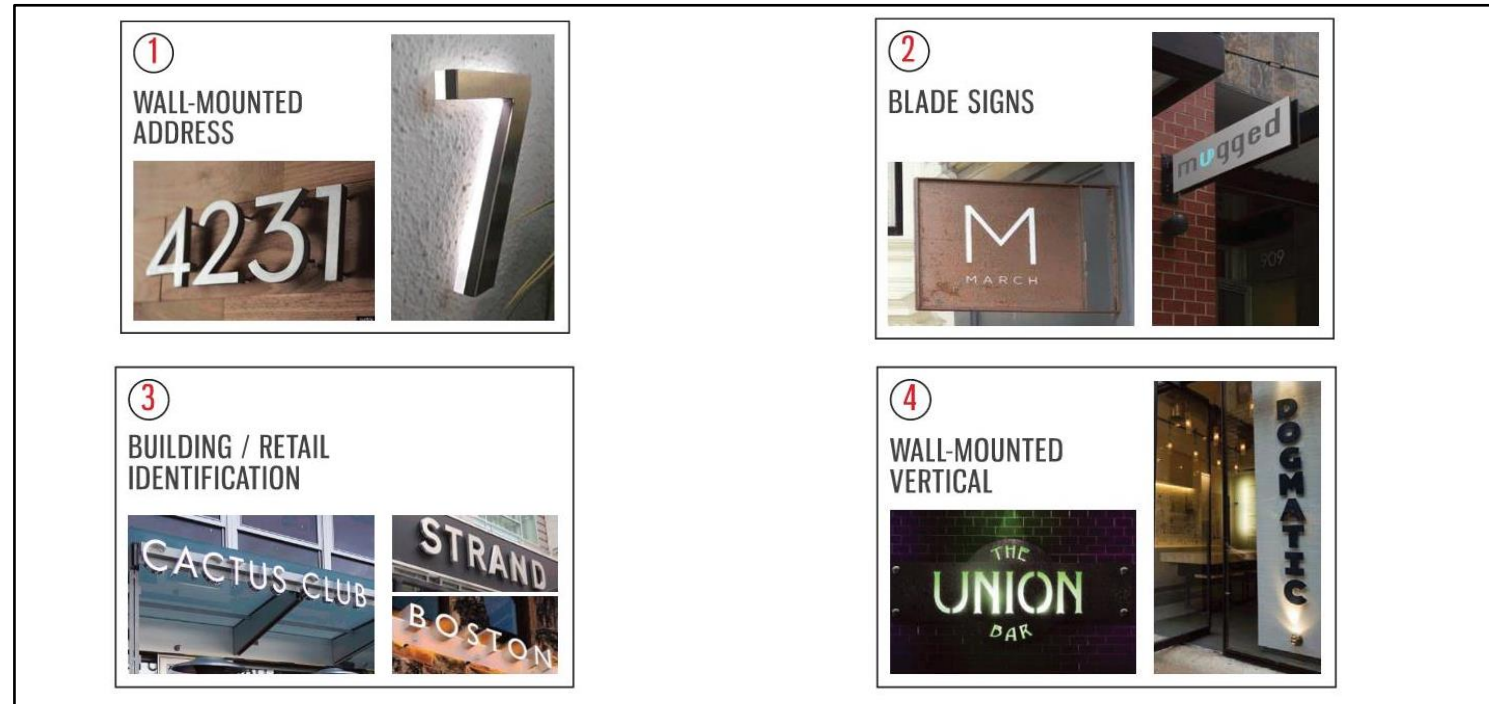 1
WALL-MOUNTED
ADDRESS
4231
7
2
BLADE SIGNS
M
MARCH
mugged
909
3
BUILDING / RETAIL
IDENTIFICATION
CACTUS CLUB
STRAND
BOSTON
4
WALL-MOUNTED
VERTICAL
THE
UNION
BAR
DOGMATIC